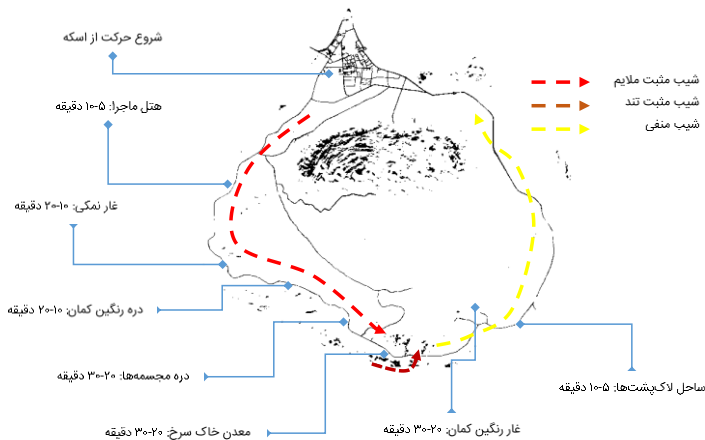 شروع حرکت از اسکه
هتل ماجرا: ۵-۱۰ دقیقه
غار نمکی: ۱۰-۲۰ دقیقه
دره رنگین کمان: ۱۰-۲۰ دقیقه
دره مجسمه‌ها: ۲۰-۳۰ دقیقه
معدن خاک سرخ: ۲۰-۳۰ دقیقه
غار رنگین کمان: ۲۰-۳۰ دقیقه
ساحل لاک‌پشت‌ها: ۵-۱۰ دقیقه
شیب مثبت ملایم
شیب مثبت تند
شیب منفی